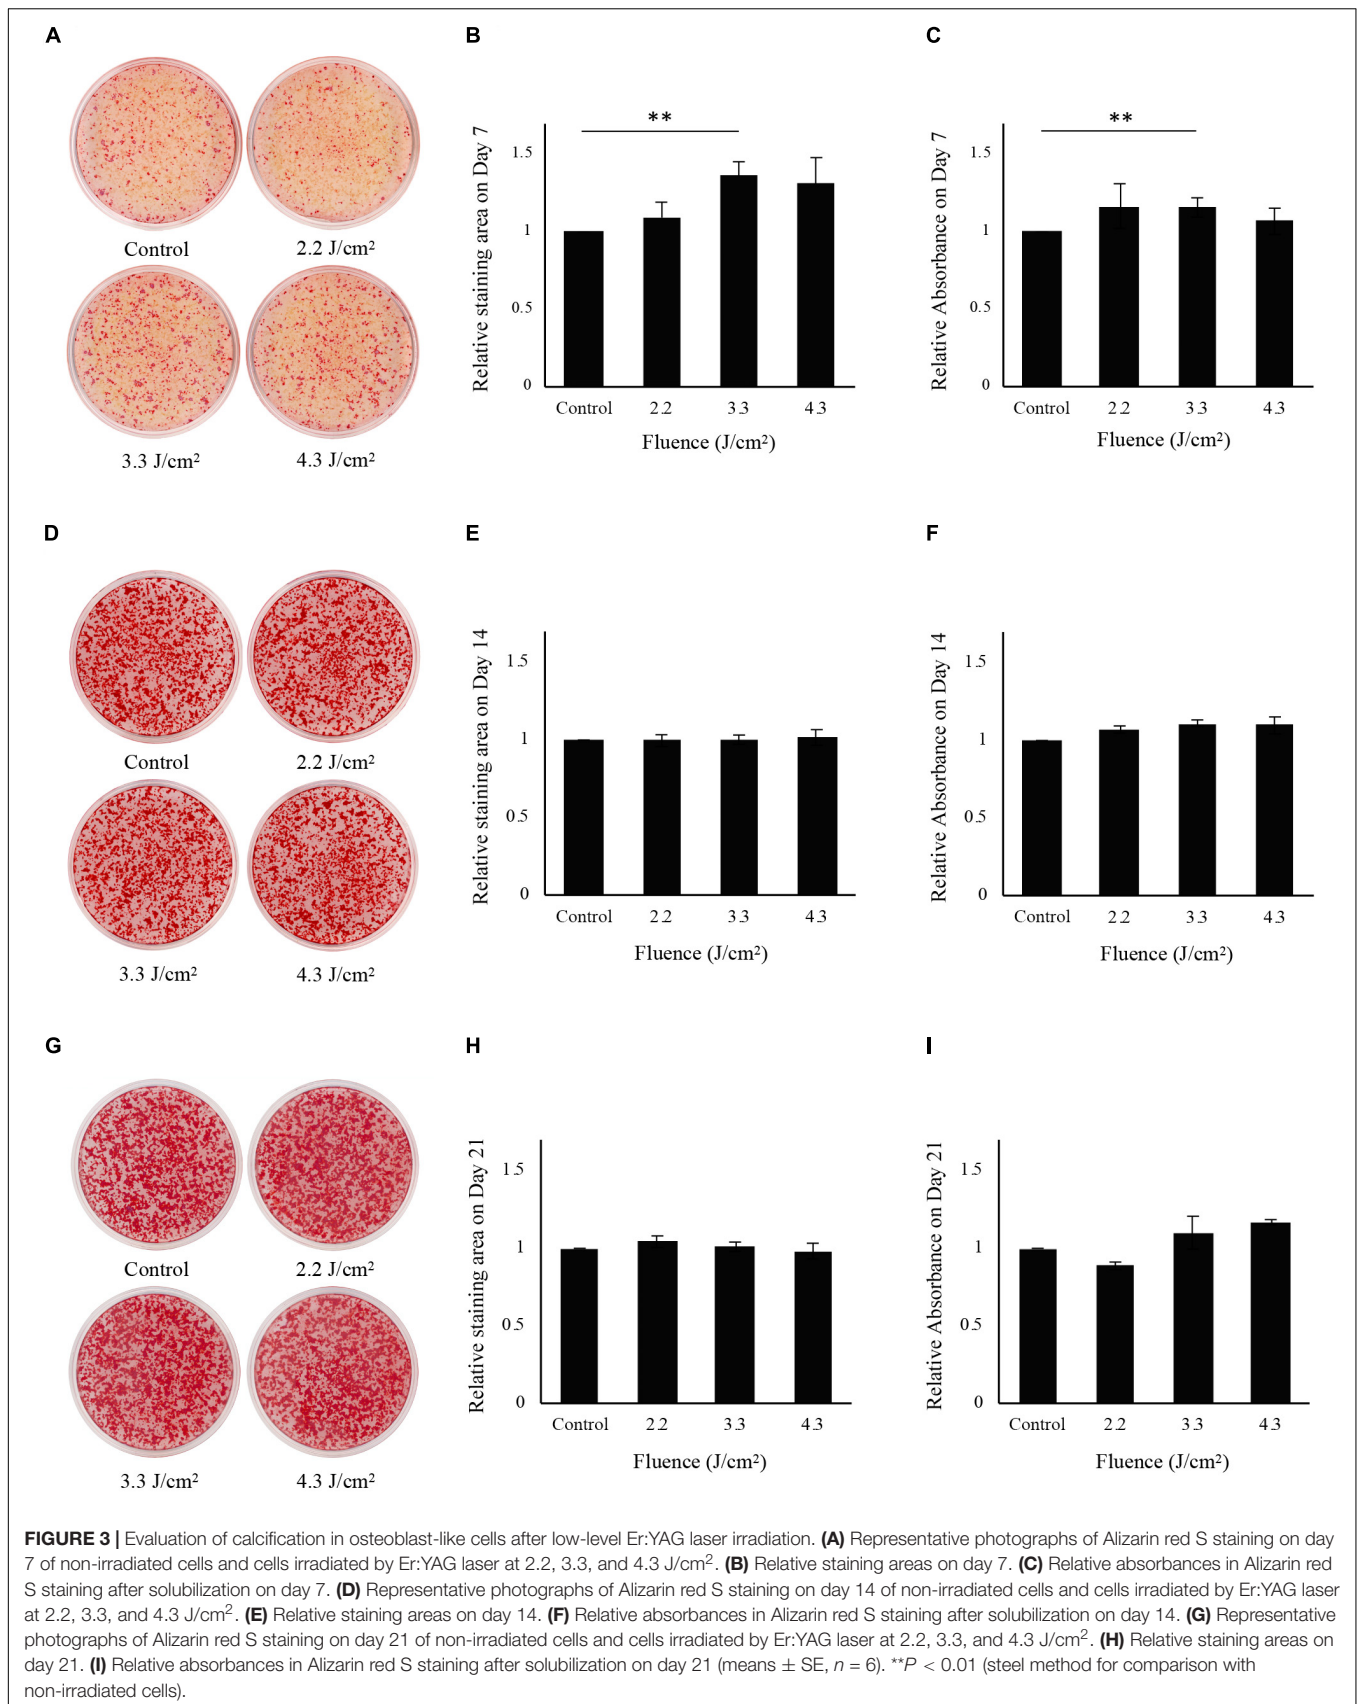 A
Control
2.2 J/cm²
3.3 J/cm²
4.3 J/cm²
B
**
Relative staining area on Day 7
1.5
1
0.5
0
Control 2.2 3.3 4.3
Fluence (J/cm²)
C
**
Relative Absorbance on Day 7
1.5
1
0.5
0
Control 2.2 3.3 4.3
Fluence (J/cm²)
D
Control
2.2 J/cm²
3.3 J/cm²
4.3 J/cm²
E
Relative staining area on Day 14
1.5
1
0.5
0
Control 2.2 3.3 4.3
Fluence (J/cm²)
F
Relative Absorbance on Day 14
1.5
1
0.5
0
Control 2.2 3.3 4.3
Fluence (J/cm²)
G
Control
2.2 J/cm²
3.3 J/cm²
4.3 J/cm²
H
Relative staining area on Day 21
1.5
1
0.5
0
Control 2.2 3.3 4.3
Fluence (J/cm²)
I
Relative Absorbance on Day 21
1.5
1
0.5
0
Control 2.2 3.3 4.3
Fluence (J/cm²)
FIGURE 3 | Evaluation of calcification in osteoblast-like cells after low-level Er:YAG laser irradiation. (A) Representative photographs of Alizarin red S staining on day
7 of non-irradiated cells and cells irradiated by Er:YAG laser at 2.2, 3.3, and 4.3 J/cm². (B) Relative staining areas on day 7. (C) Relative absorbances in Alizarin red
S staining after solubilization on day 7. (D) Representative photographs of Alizarin red S staining on day 14 of non-irradiated cells and cells irradiated by Er:YAG laser
at 2.2, 3.3, and 4.3 J/cm². (E) Relative staining areas on day 14. (F) Relative absorbances in Alizarin red S staining after solubilization on day 14. (G) Representative
photographs of Alizarin red S staining on day 21 of non-irradiated cells and cells irradiated by Er:YAG laser at 2.2, 3.3, and 4.3 J/cm². (H) Relative staining areas on
day 21. (I) Relative absorbances in Alizarin red S staining after solubilization on day 21 (means ± SE, n = 6). **P < 0.01 (steel method for comparison with
non-irradiated cells).